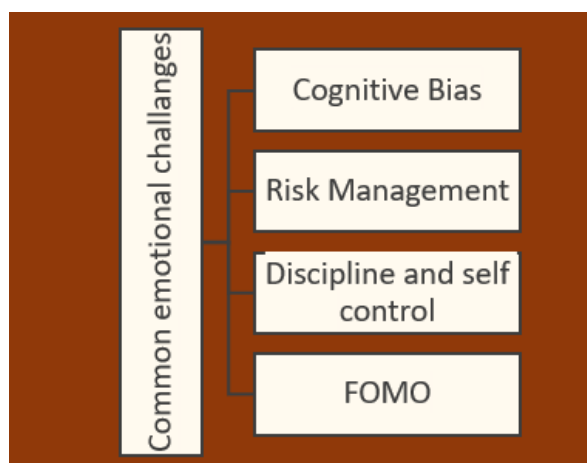 Common emotional challanges
Cognitive Bias
Risk Management
Discipline and self
control
FOMO